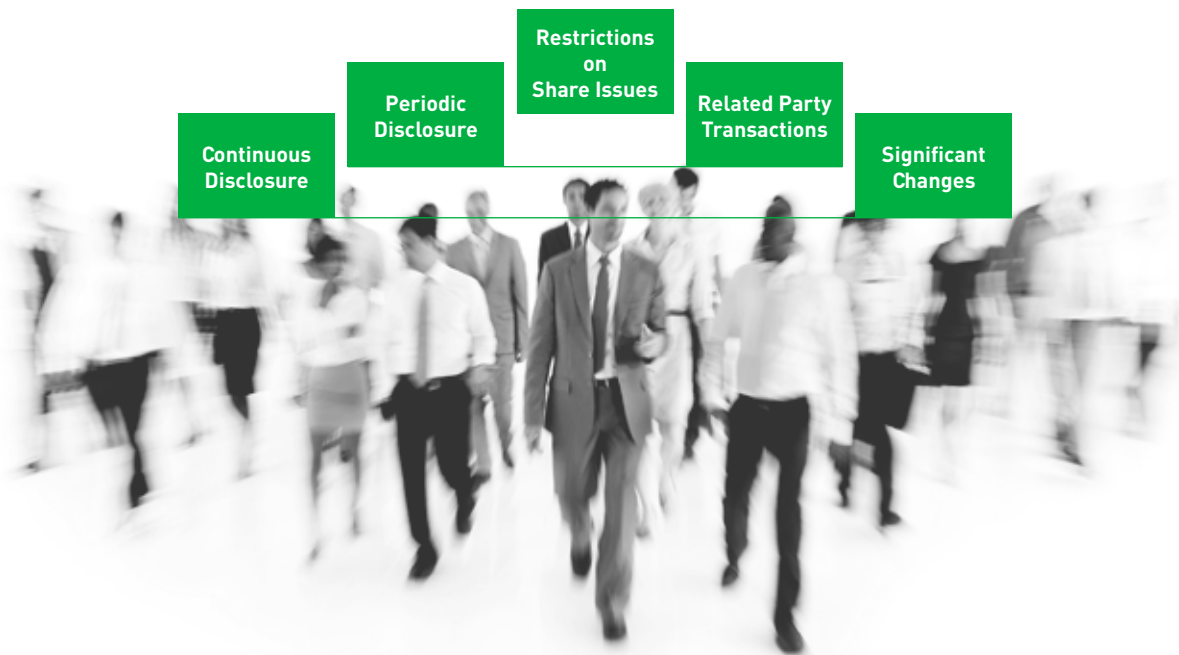 Continuous
Disclosure
Periodic
Disclosure
Restrictions
on
Share Issues
Related Party
Transactions
Significant
Changes